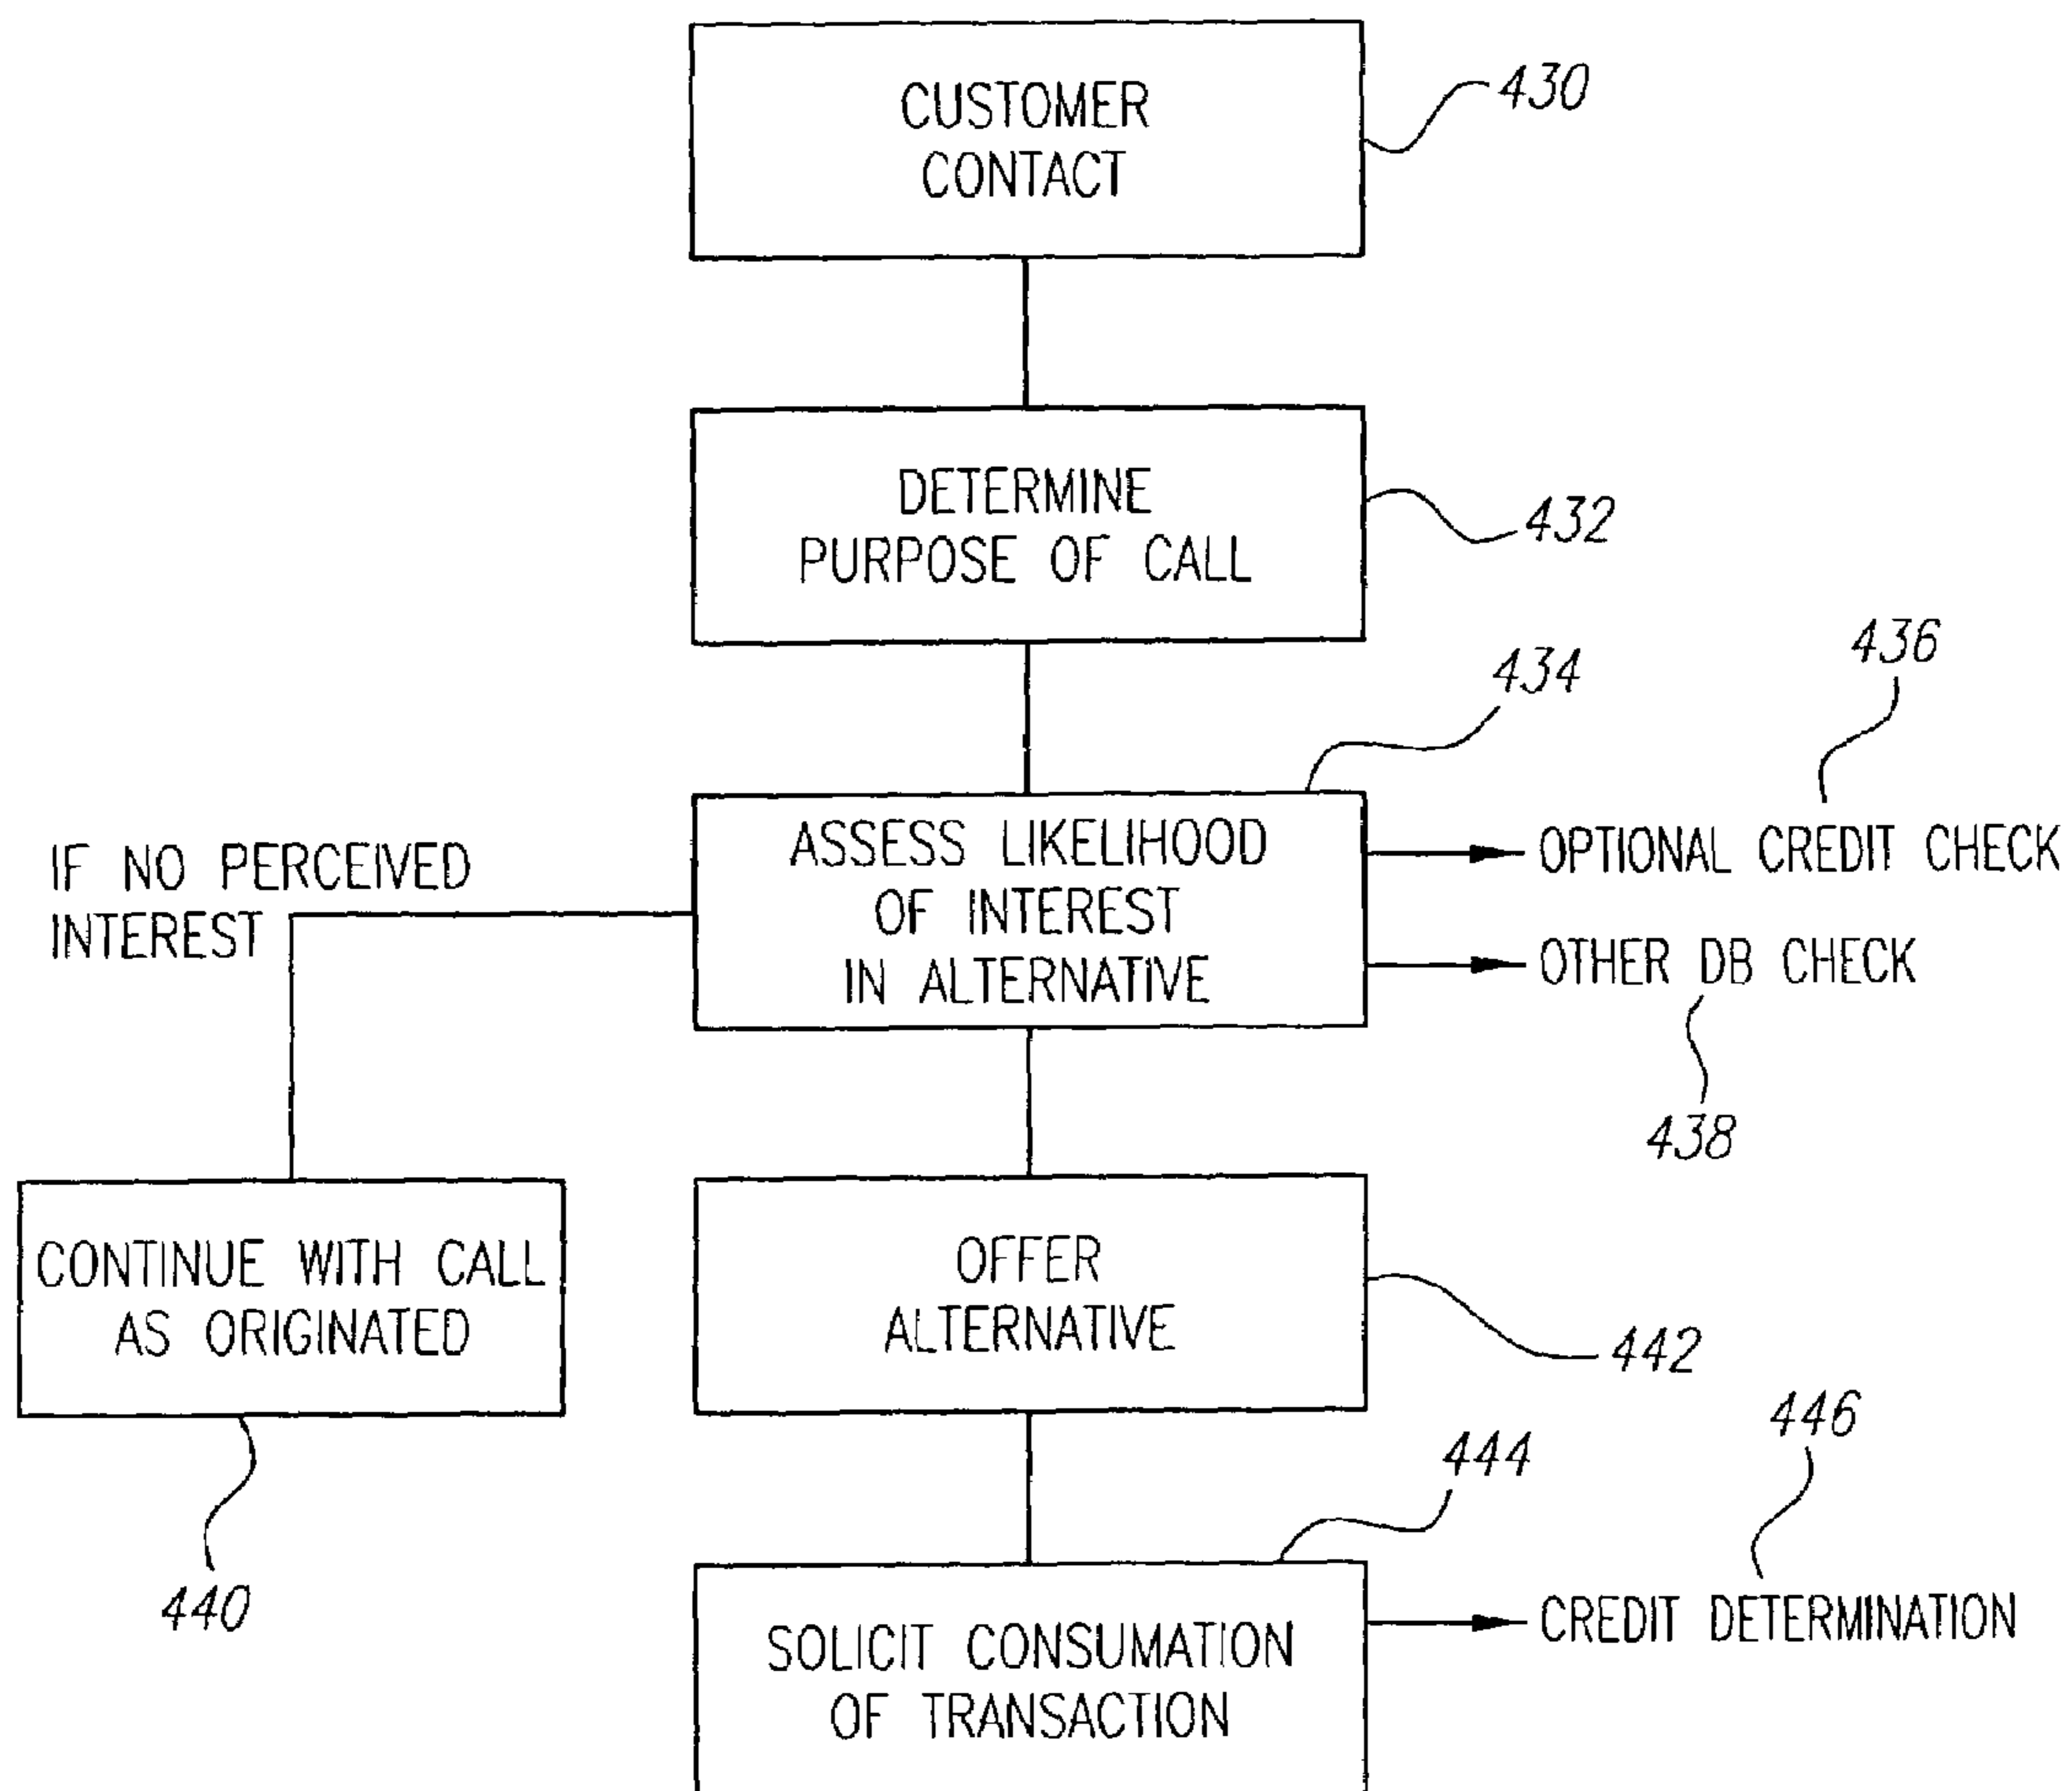 CUSTOMER
CONTACT
430
DETERMINE
PURPOSE OF CALL
432
434
436
ASSESS LIKELIHOOD
OF INTEREST
IN ALTERNATIVE
OPTIONAL CREDIT CHECK
OTHER DB CHECK
438
IF NO PERCEIVED
INTEREST
CONTINUE WITH CALL
AS ORIGINATED
440
OFFER
ALTERNATIVE
442
444
446
SOLICIT CONSUMATION
OF TRANSACTION
CREDIT DETERMINATION